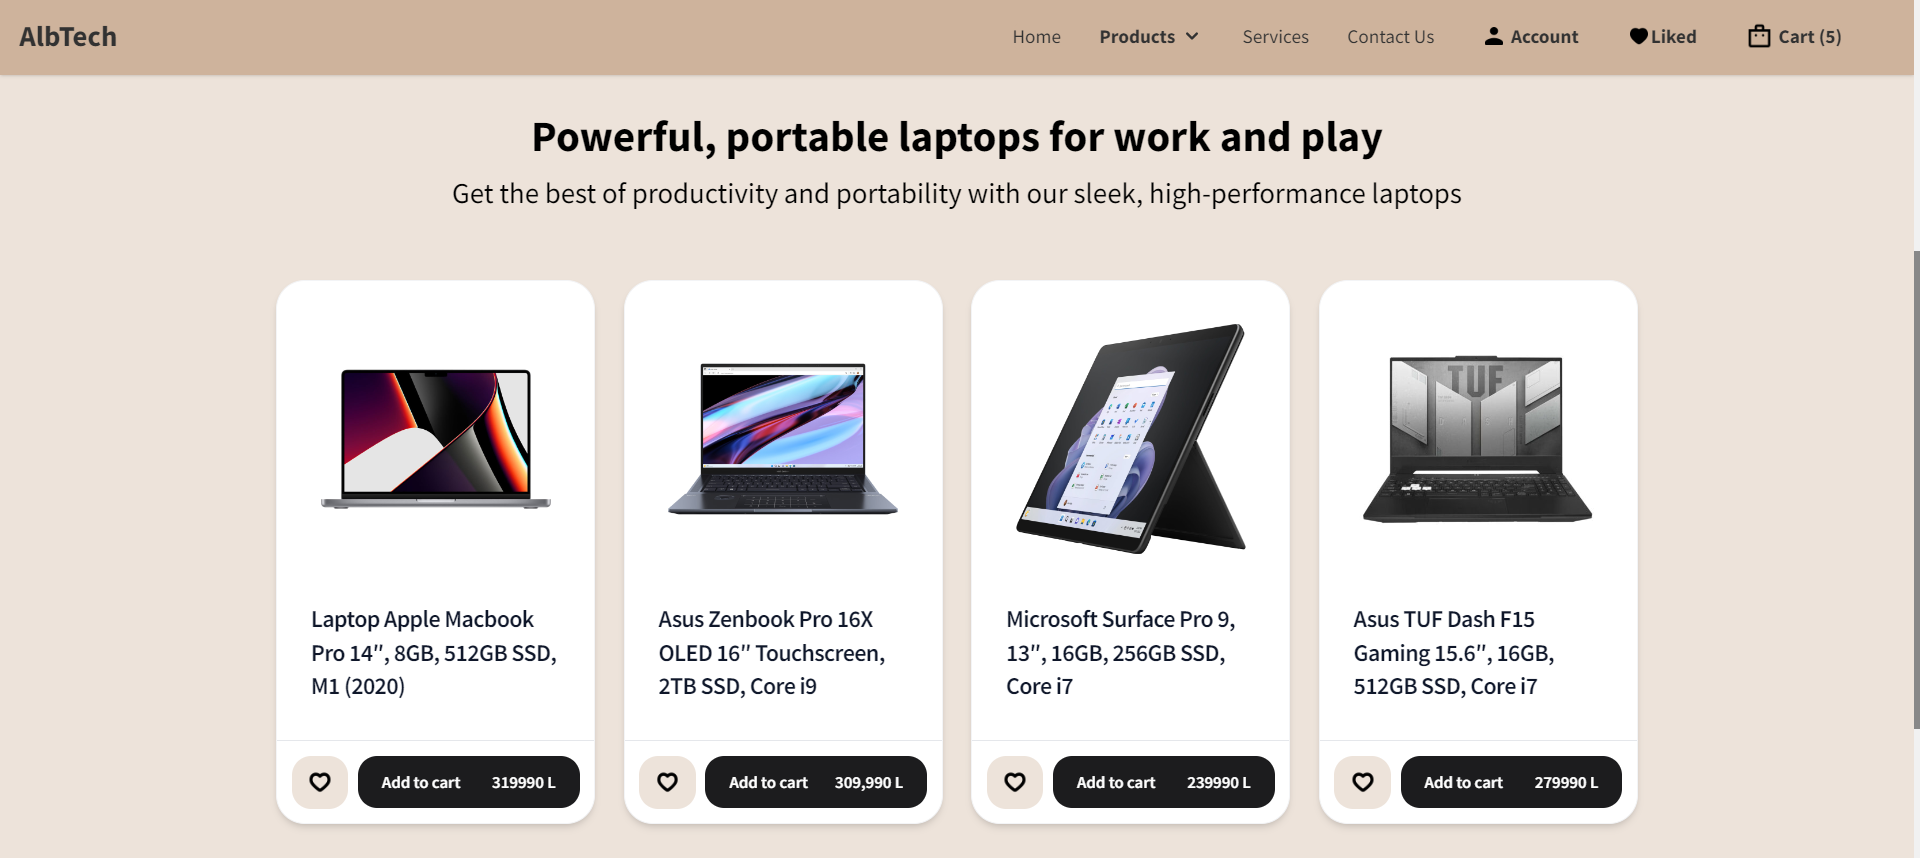 AlbTech
Home
Products
Services
Contact Us
Account
Liked
Cart (5)
Powerful, portable laptops for work and play
Get the best of productivity and portability with our sleek, high-performance laptops
TUF
Laptop Apple Macbook
Pro 14″, 8GB, 512GB SSD,
M1 (2020)
Add to cart 319990 L
Asus Zenbook Pro 16X
OLED 16″ Touchscreen,
2TB SSD, Core i9
Add to cart 309,990 L
Microsoft Surface Pro 9,
13″, 16GB, 256GB SSD,
Core i7
Add to cart 239990 L
Asus TUF Dash F15
Gaming 15.6″, 16GB,
512GB SSD, Core i7
Add to cart 279990 L